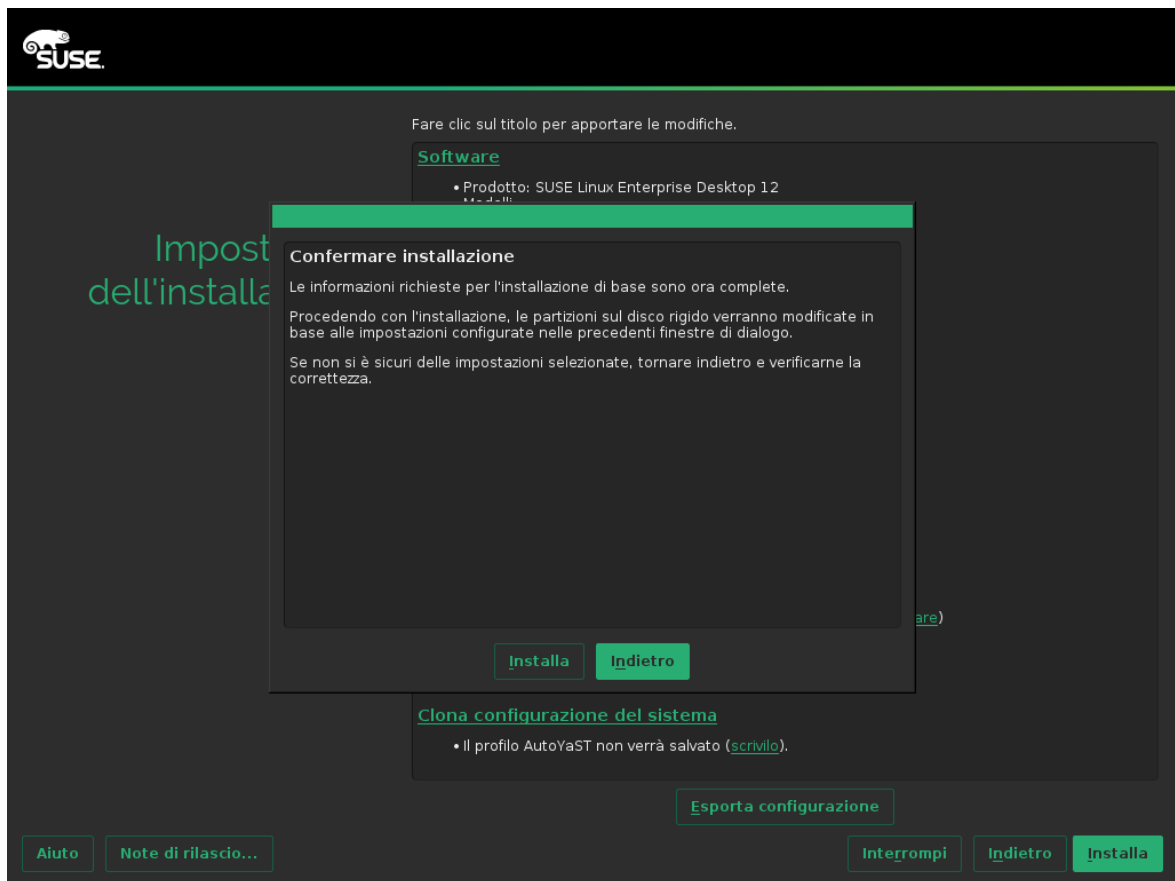 SUSE.
Fare clic sul titolo per apportare le modifiche.
Software
• Prodotto: SUSE Linux Enterprise Desktop 12
• Modelli
Impost
dell'installa
Confermare installazione
Le informazioni richieste per l'installazione di base sono ora complete.
Procedendo con l'installazione, le partizioni sul disco rigido verranno modificate in
base alle impostazioni configurate nelle precedenti finestre di dialogo.
Se non si è sicuri delle impostazioni selezionate, tornare indietro e verificarne la
correttezza.
are)
Installa
Indietro
Clona configurazione del sistema
• Il profilo AutoYaST non verrà salvato (scrivilo).
Esporta configurazione
Aiuto
Note di rilascio...
Interrompi
Indietro
Installa